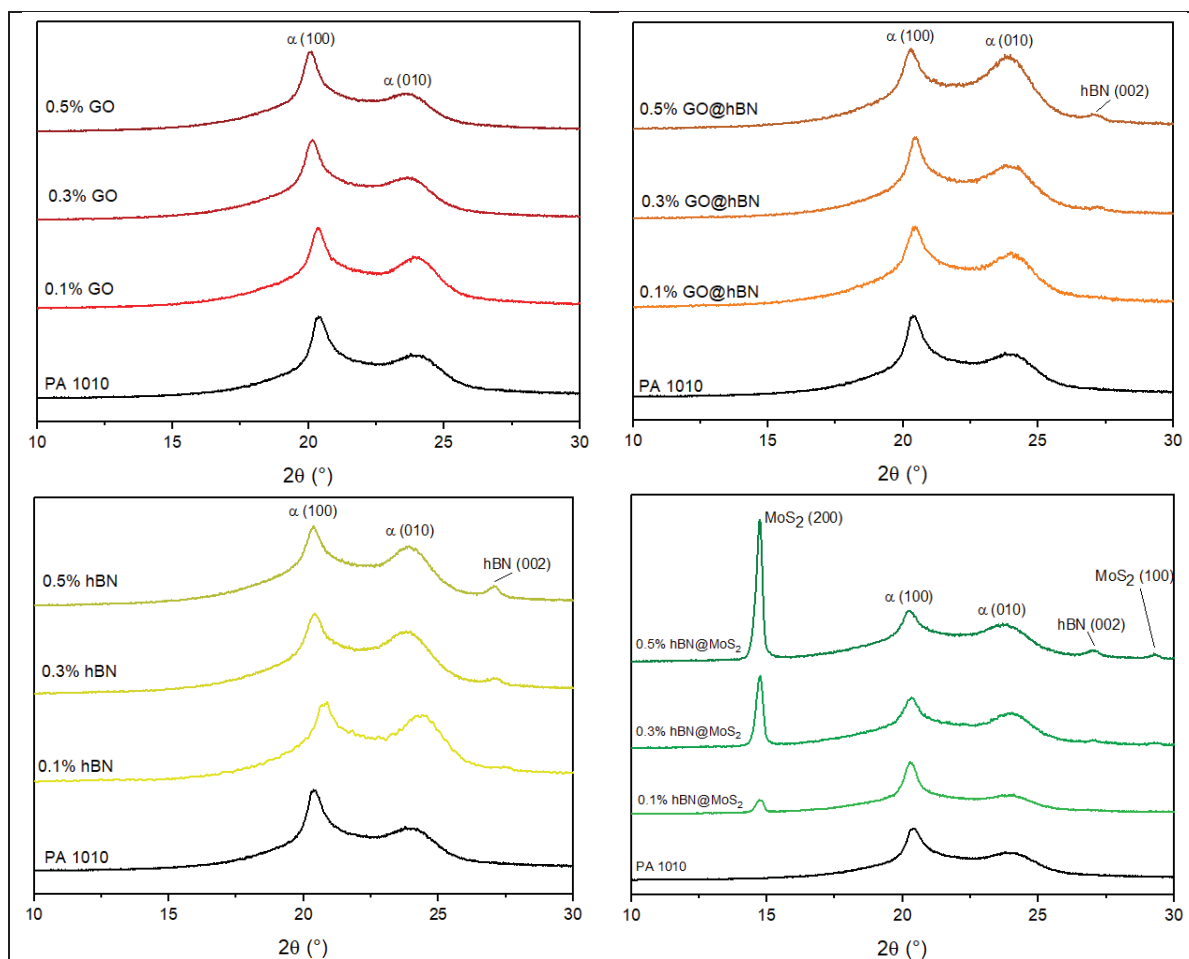 α (100)
α (010)
0.5% GO
0.3% GO
0.1% GO
PA 1010
10 15 20 25 30
2θ (°)
α (100)
α (010)
hBN (002)
0.5% GO@hBN
0.3% GO@hBN
0.1% GO@hBN
PA 1010
10 15 20 25 30
2θ (°)
α (100)
α (010)
hBN (002)
0.5% hBN
0.3% hBN
0.1% hBN
PA 1010
10 15 20 25 30
2θ (°)
MoS2 (200)
MoS2 (100)
α (100)
α (010)
hBN (002)
0.5% hBN@MoS2
0.3% hBN@MoS2
0.1% hBN@MoS2
PA 1010
10 15 20 25 30
2θ (°)